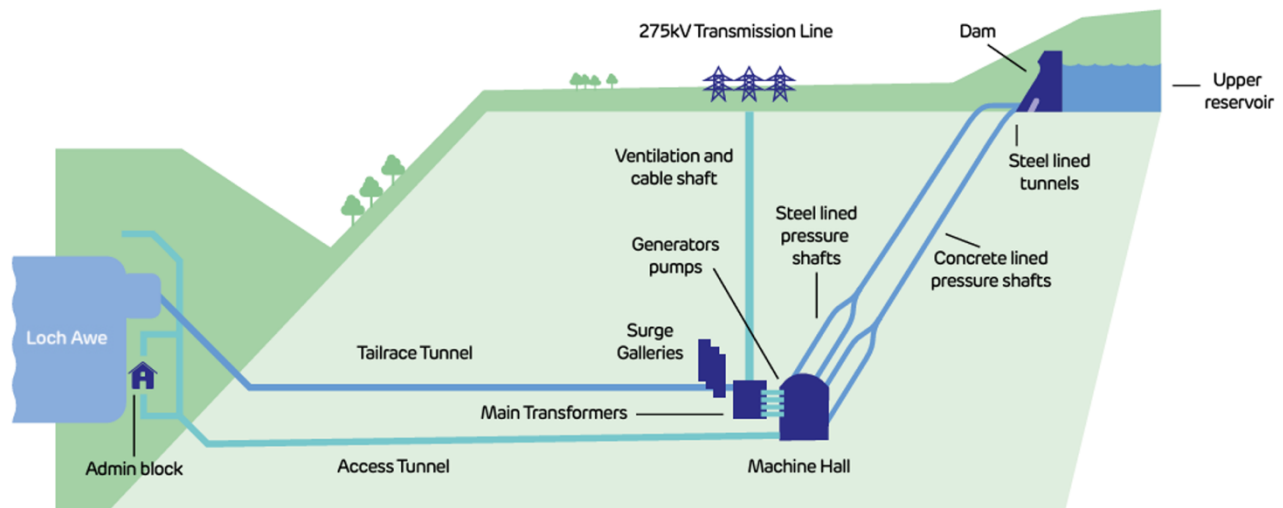 275kV Transmission Line
Dam
Upper
reservoir
Ventilation and
cable shaft
Steel lined
tunnels
Steel lined
pressure
shafts
Generators
pumps
Concrete lined
pressure shafts
Loch Awe
Surge
Galleries
Tailrace Tunnel
Main Transformers
Admin block
Access Tunnel
Machine Hall